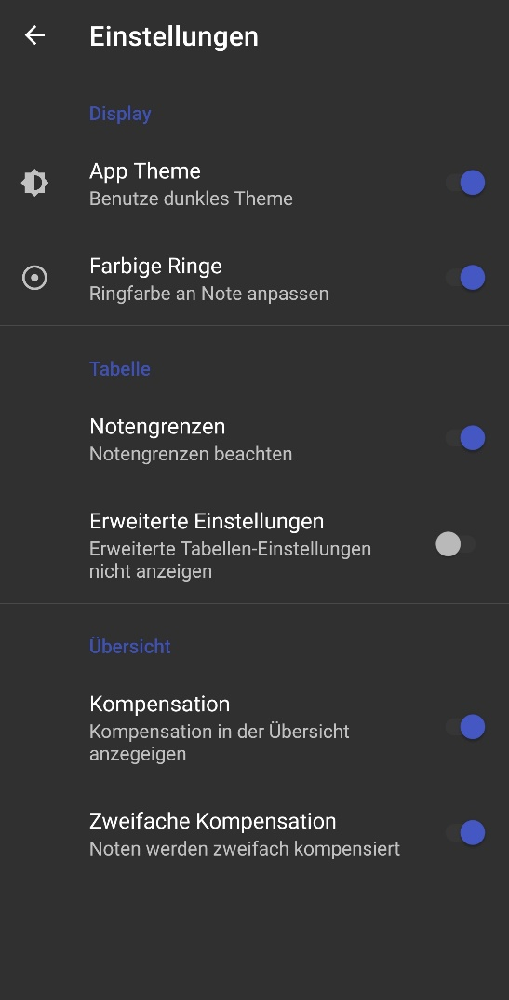 Einstellungen
Display
App Theme
Benutze dunkles Theme
Farbige Ringe
Ringfarbe an Note anpassen
Tabelle
Notengrenzen
Notengrenzen beachten
Erweiterte Einstellungen
Erweiterte Tabellen-Einstellungen
nicht anzeigen
Übersicht
Kompensation
Kompensation in der Übersicht
anzegeigen
Zweifache Kompensation
Noten werden zweifach kompensiert